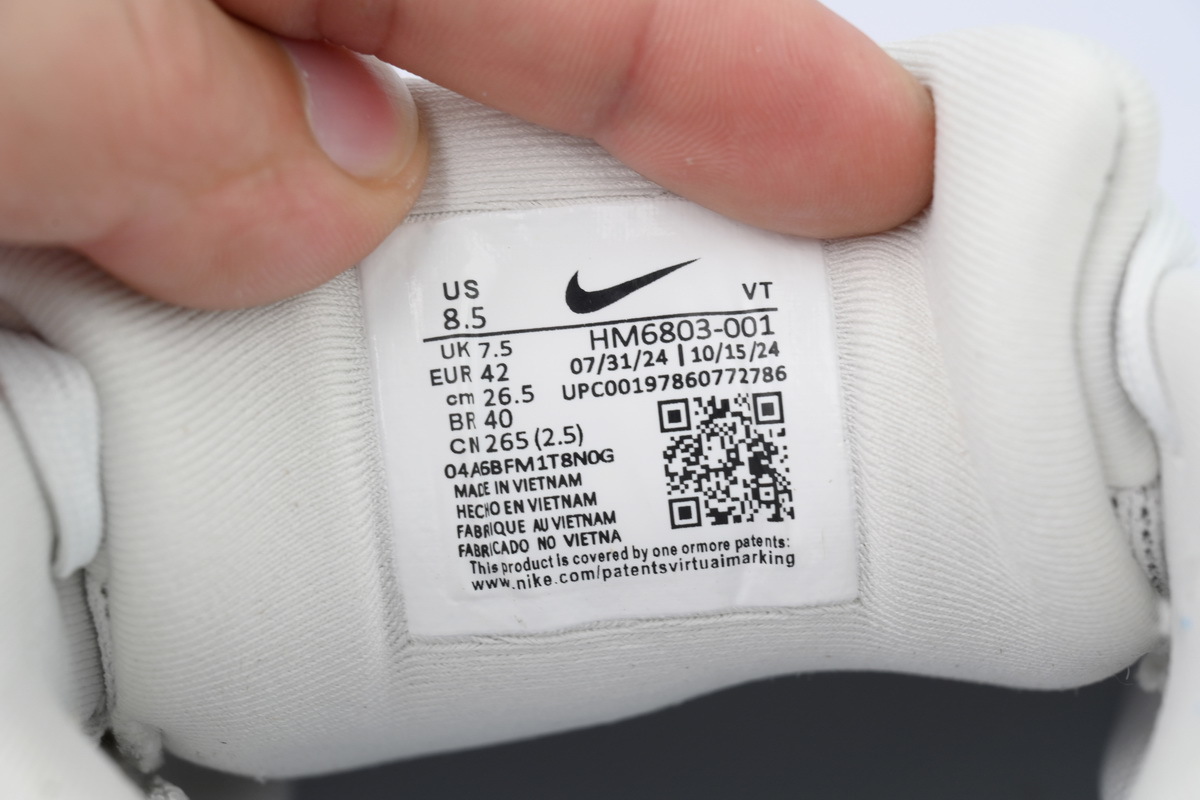 US VT
8.5 HM6803-001
UK 7.5 07/31/24 | 10/15/24
EUR 42 UPC00197860772786
cm 26.5
BR 40
CN 265 (2.5)
04A6BFM1T8N0G
MADE IN VIETNAM
HECHO EN VIETNAM
FABRIQUE AU VIETNAM
FABRICADO NO VIETNA
This product is covered by one ormore patents:
www.nike.com/patentsvirtuaimarking